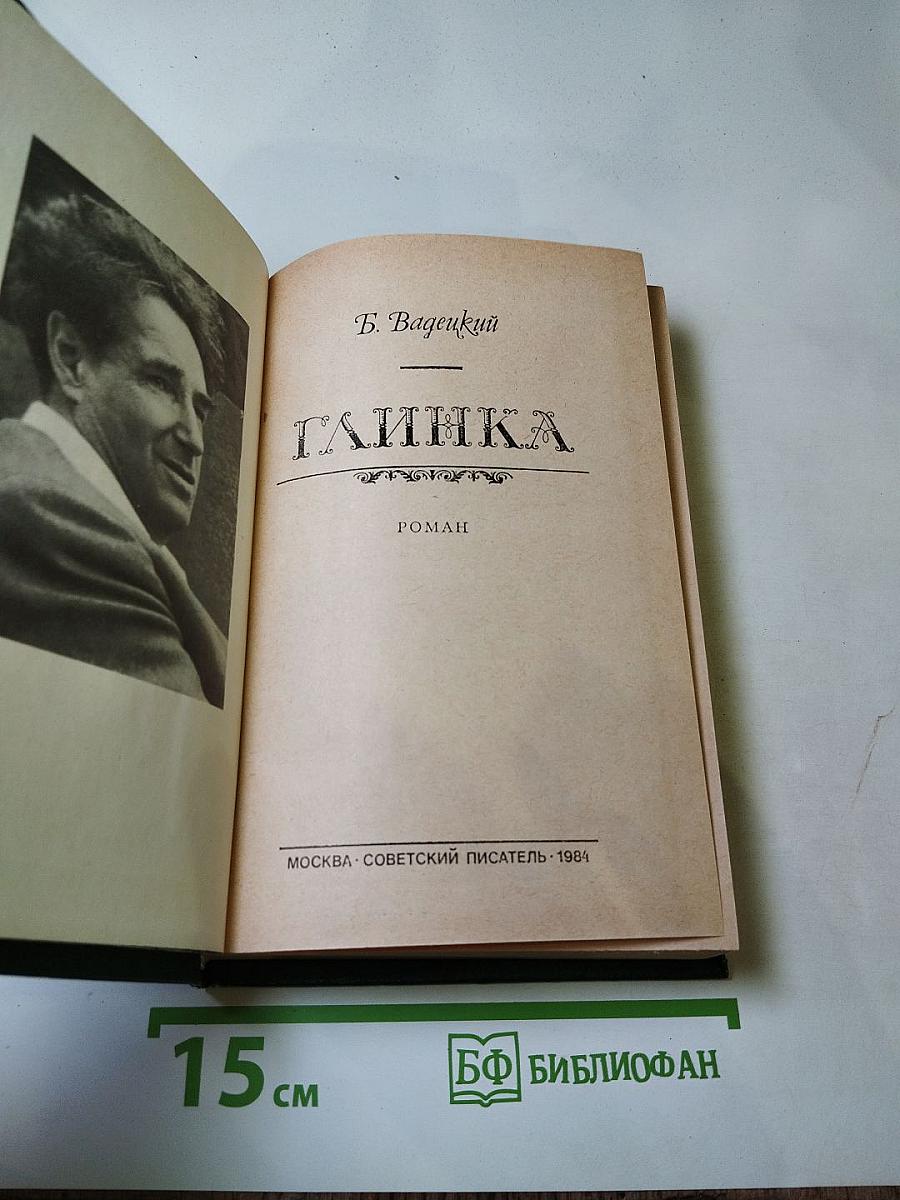 Б. Вадецкий
ГЛИНКА
РОМАН
МОСКВА · СОВЕТСКИЙ ПИСАТЕЛЬ · 1984
15 см
БФ БИБЛИОФАН